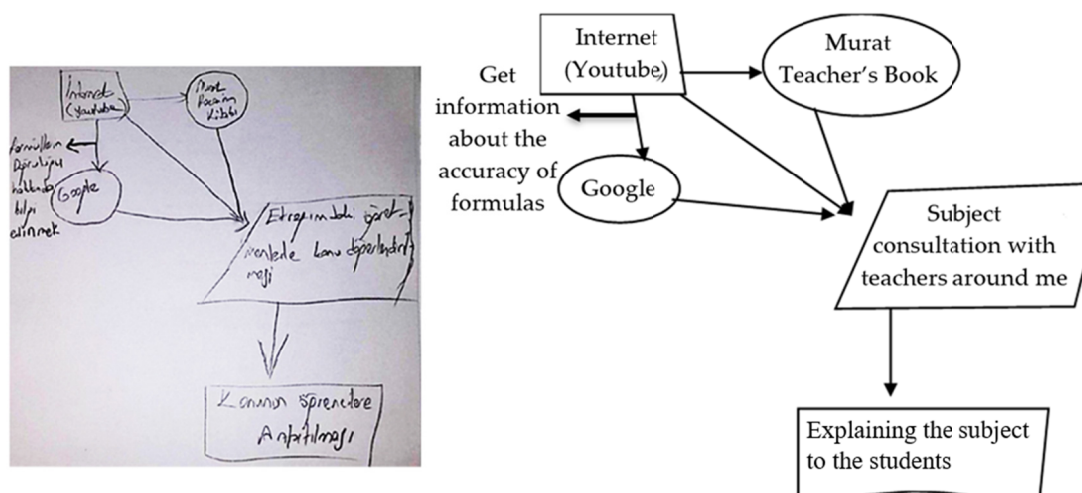 İnternet
(Youtube)
Murat
Hocanın
Kitabı
formüllerin
Doğruluğu
hakkında
bilgi
edinmek
Google
Etrafımdaki öğret-
menlerle konu değerlendiril-
mesi
Konunun öğrencilere
Anlatılması
Internet
(Youtube)
Murat
Teacher's Book
Get
information
about the
accuracy of
formulas
Google
Subject
consultation with
teachers around me
Explaining the subject
to the students